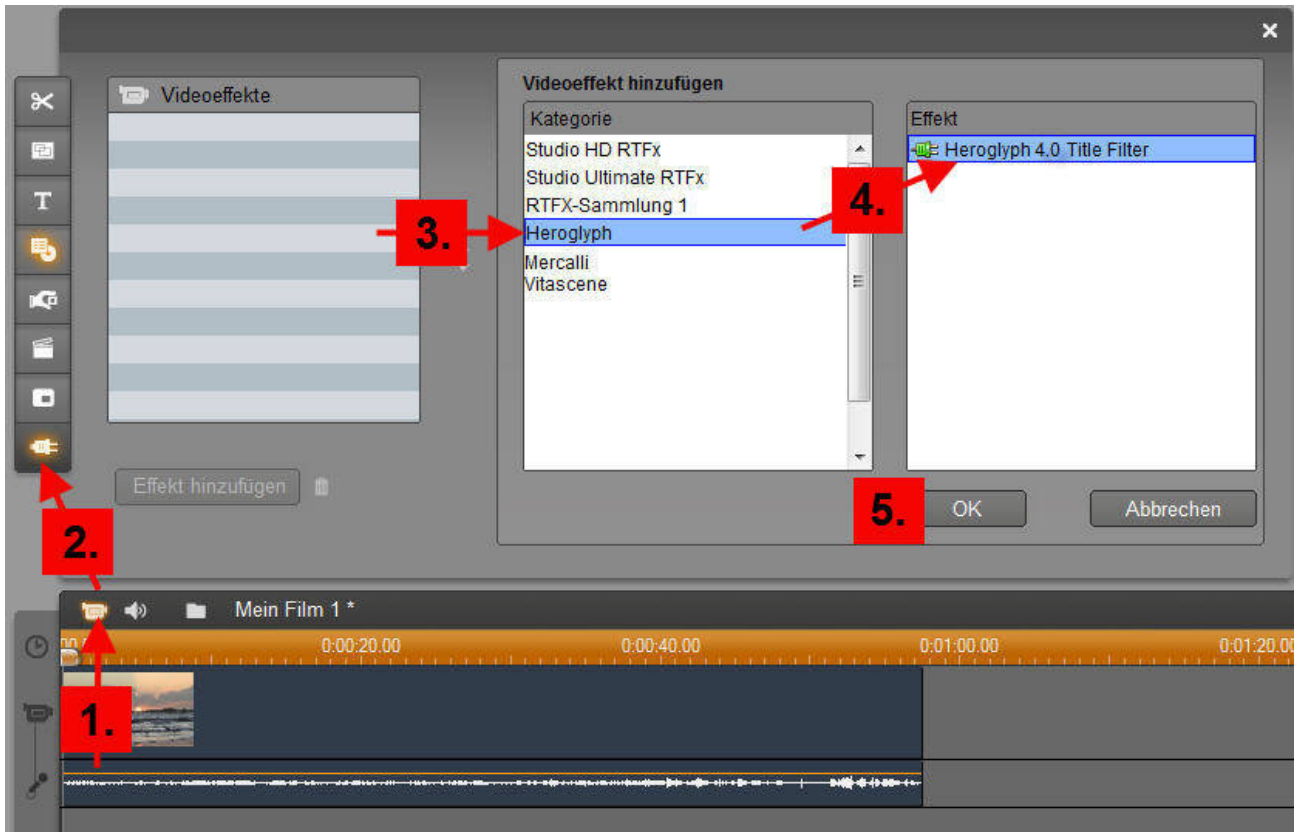 Videoeffekte
Videoeffekt hinzufügen
Kategorie
Studio HD RTFx
Studio Ultimate RTFx
RTFX-Sammlung 1
Heroglyph
Mercalli
Vitascene
Effekt
Heroglyph 4.0 Title Filter
3.
4.
T
Effekt hinzufügen
5.
OK
Abbrechen
2.
Mein Film 1 *
0:00:20.00
0:00:40.00
0:01:00.00
0:01:20.00
1.